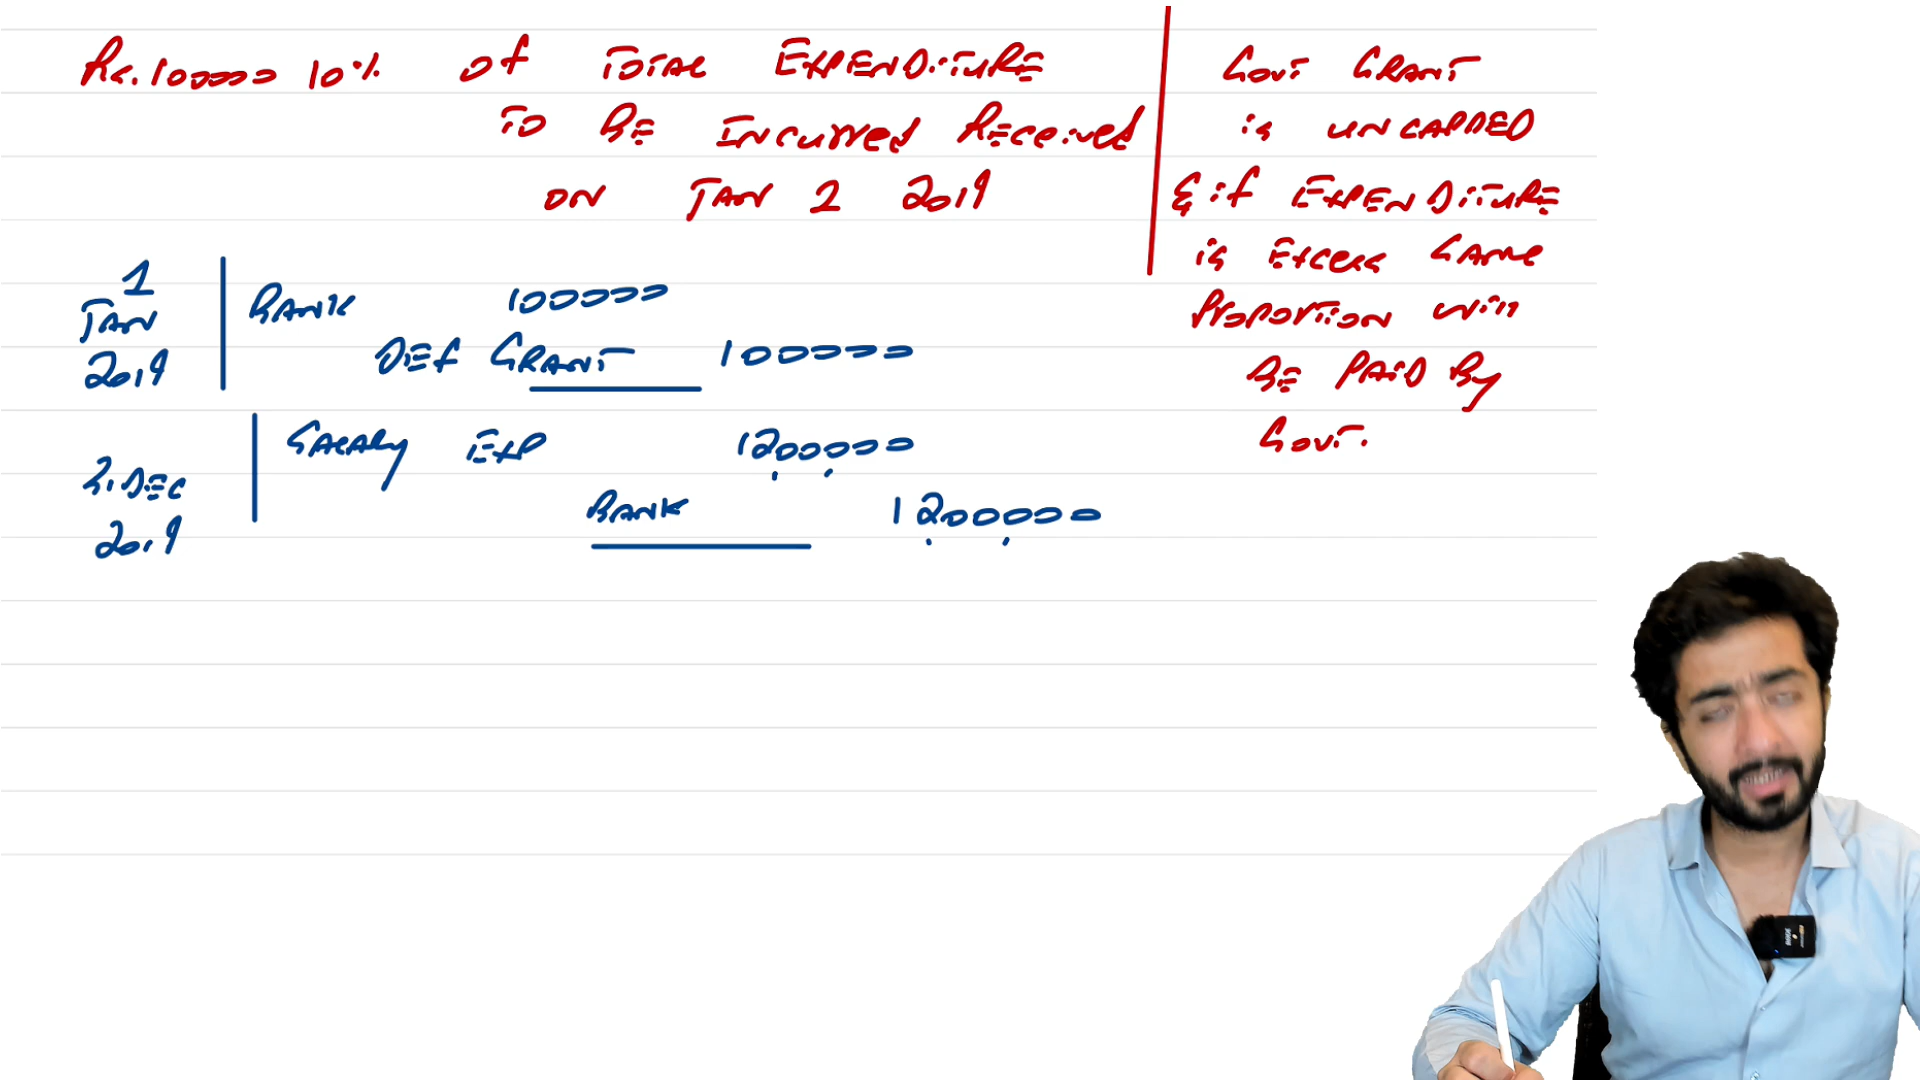 Rs. 100000 10% OF TOTAL EXPENDITURE
TO BE INCURRED RECEIVED
ON JAN 2 2019
GOVT GRANT
is UNCAPPED
& if EXPENDITURE
is EXCESS SAME
PROPORTION WILL
BE PAID By
GOVT.
1
JAN
2019
BANK 100000
DEF GRANT 100000
31 DEC
2019
SALARY EXP 1200000
BANK 1200000